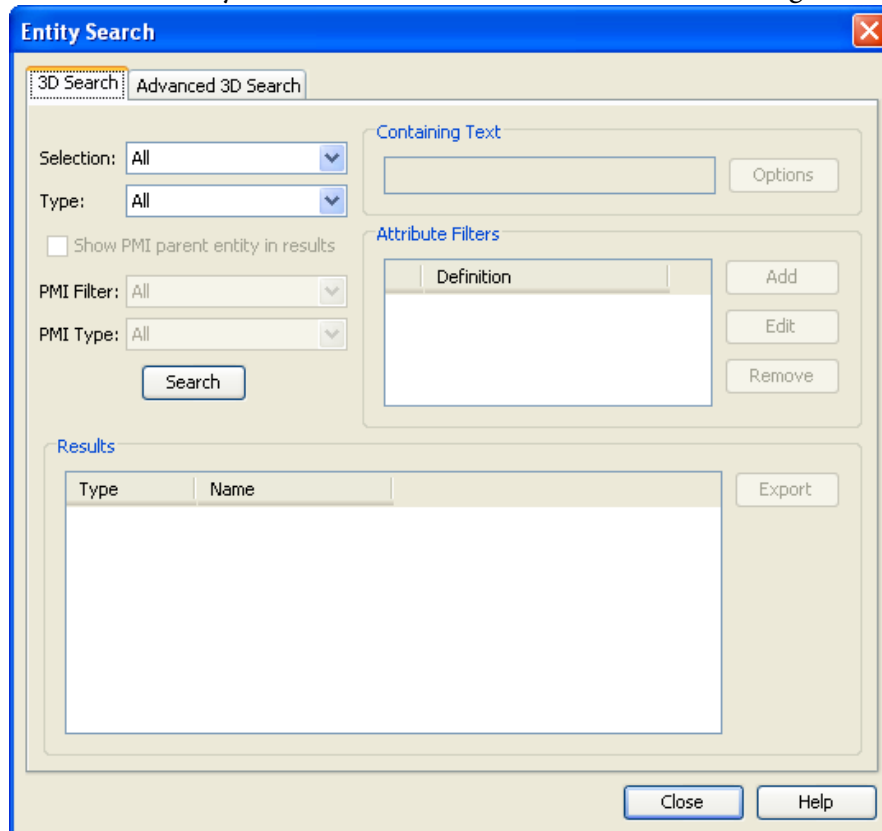 Entity Search
3D Search
Advanced 3D Search
Selection: All
Type: All
Show PMI parent entity in results
PMI Filter: All
PMI Type: All
Search
Containing Text
Options
Attribute Filters
Definition
Add
Edit
Remove
Results
Type Name
Export
Close
Help